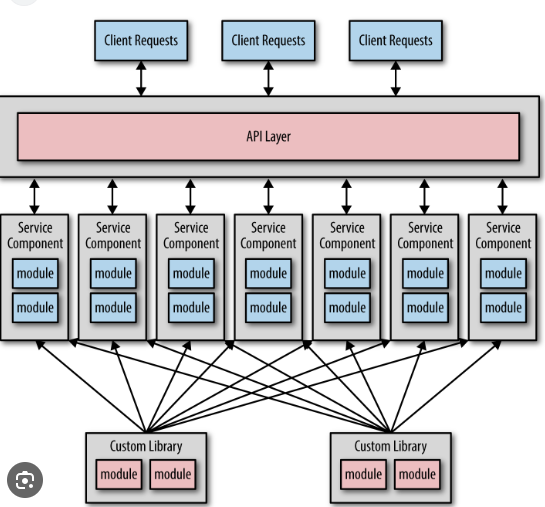 Client Requests
Client Requests
Client Requests
API Layer
Service
Component
module
module
Service
Component
module
module
Service
Component
module
module
Service
Component
module
module
Service
Component
module
module
Service
Component
module
module
Service
Component
module
module
Custom Library
module
module
Custom Library
module
module